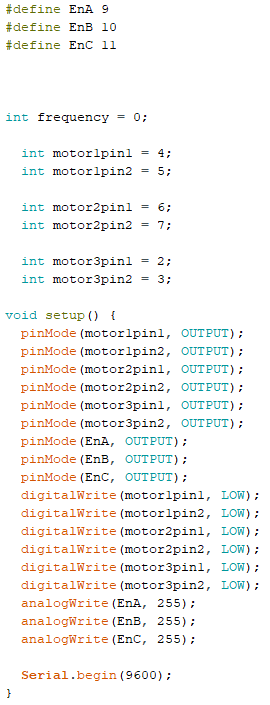 #define EnA 9
#define EnB 10
#define EnC 11
int frequency = 0;
int motor1pin1 = 4;
int motor1pin2 = 5;
int motor2pin1 = 6;
int motor2pin2 = 7;
int motor3pin1 = 2;
int motor3pin2 = 3;
void setup() {
pinMode(motor1pin1, OUTPUT);
pinMode(motor1pin2, OUTPUT);
pinMode(motor2pin1, OUTPUT);
pinMode(motor2pin2, OUTPUT);
pinMode(motor3pin1, OUTPUT);
pinMode(motor3pin2, OUTPUT);
pinMode(EnA, OUTPUT);
pinMode(EnB, OUTPUT);
pinMode(EnC, OUTPUT);
digitalWrite(motor1pin1, LOW);
digitalWrite(motor1pin2, LOW);
digitalWrite(motor2pin1, LOW);
digitalWrite(motor2pin2, LOW);
digitalWrite(motor3pin1, LOW);
digitalWrite(motor3pin2, LOW);
analogWrite(EnA, 255);
analogWrite(EnB, 255);
analogWrite(EnC, 255);
Serial.begin(9600);
}